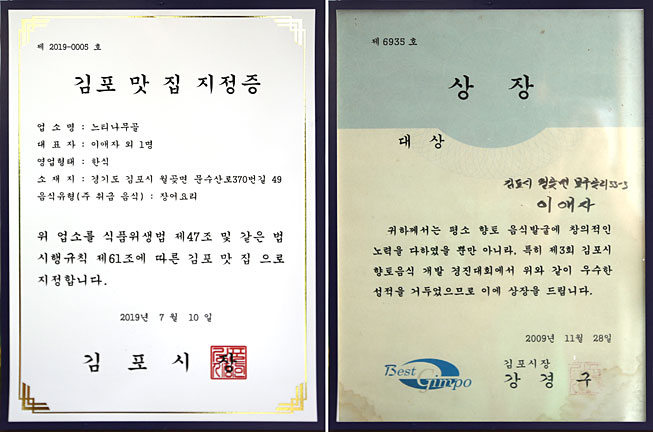 제 2019-0005 호
김포 맛 집 지정증
업 소 명 : 느티나무골
대 표 자 : 이애자 외 1명
영업형태 : 한식
소 재 지 : 경기도 김포시 월곶면 문수산로370번길 49
음식유형(주 취급 음식) : 장어요리
위 업소를 식품위생법 제47조 및 같은 법
시행규칙 제61조에 따른 김포 맛 집 으로
지정합니다.
2019년 7 월 10 일
김 포 시 장
제 6935 호
상 장
대 상
김포시 월곶면
이애자
귀하께서는 평소 향토 음식발굴에 창의적인
노력을 다하였을 뿐만 아니라, 특히 제3회 김포시
향토음식 개발 경진대회에서 위와 같이 우수한
성적을 거두었으므로 이에 상장을 드립니다.
2009년 11월 28일
Best Gimpo
김포시장
강 경 구